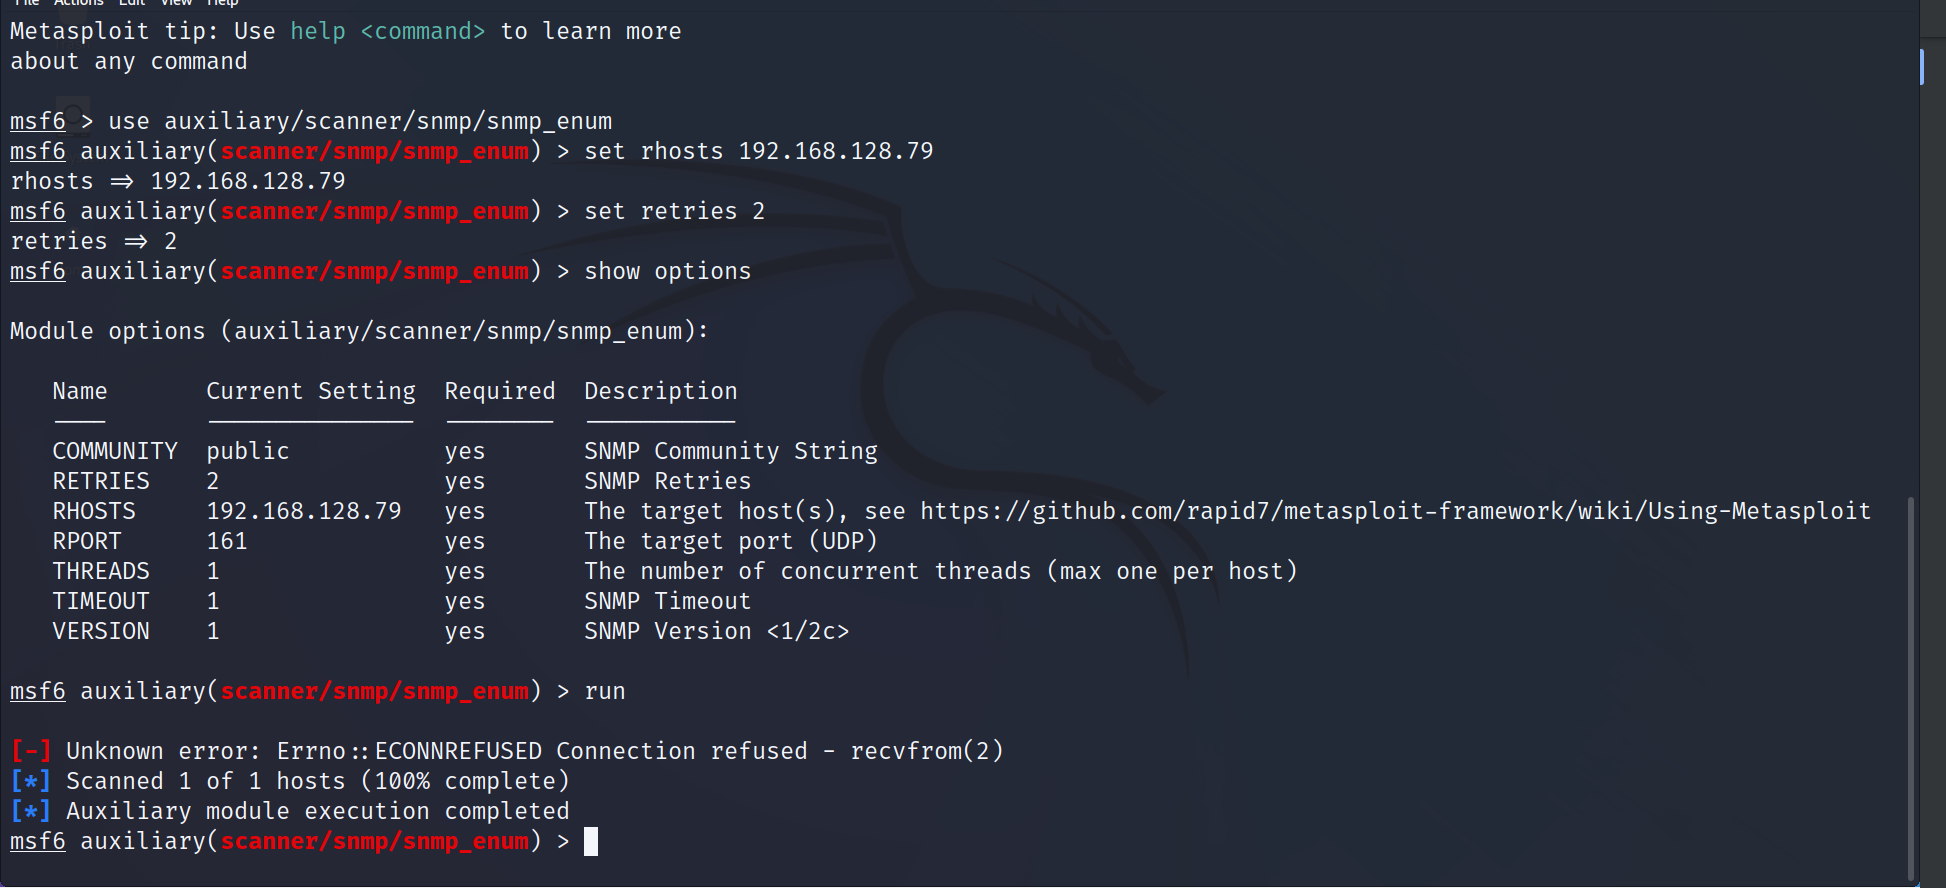 File Actions Edit View Help
Metasploit tip: Use help <command> to learn more
about any command
msf6 > use auxiliary/scanner/snmp/snmp_enum
msf6 auxiliary(scanner/snmp/snmp_enum) > set rhosts 192.168.128.79
rhosts ⇒ 192.168.128.79
msf6 auxiliary(scanner/snmp/snmp_enum) > set retries 2
retries ⇒ 2
msf6 auxiliary(scanner/snmp/snmp_enum) > show options
Module options (auxiliary/scanner/snmp/snmp_enum):
Name Current Setting Required Description
COMMUNITY public yes SNMP Community String
RETRIES 2 yes SNMP Retries
RHOSTS 192.168.128.79 yes The target host(s), see https://github.com/rapid7/metasploit-framework/wiki/Using-Metasploit
RPORT 161 yes The target port (UDP)
THREADS 1 yes The number of concurrent threads (max one per host)
TIMEOUT 1 yes SNMP Timeout
VERSION 1 yes SNMP Version <1/2c>
msf6 auxiliary(scanner/snmp/snmp_enum) > run
[-] Unknown error: Errno::ECONNREFUSED Connection refused - recvfrom(2)
[*] Scanned 1 of 1 hosts (100% complete)
[*] Auxiliary module execution completed
msf6 auxiliary(scanner/snmp/snmp_enum) >